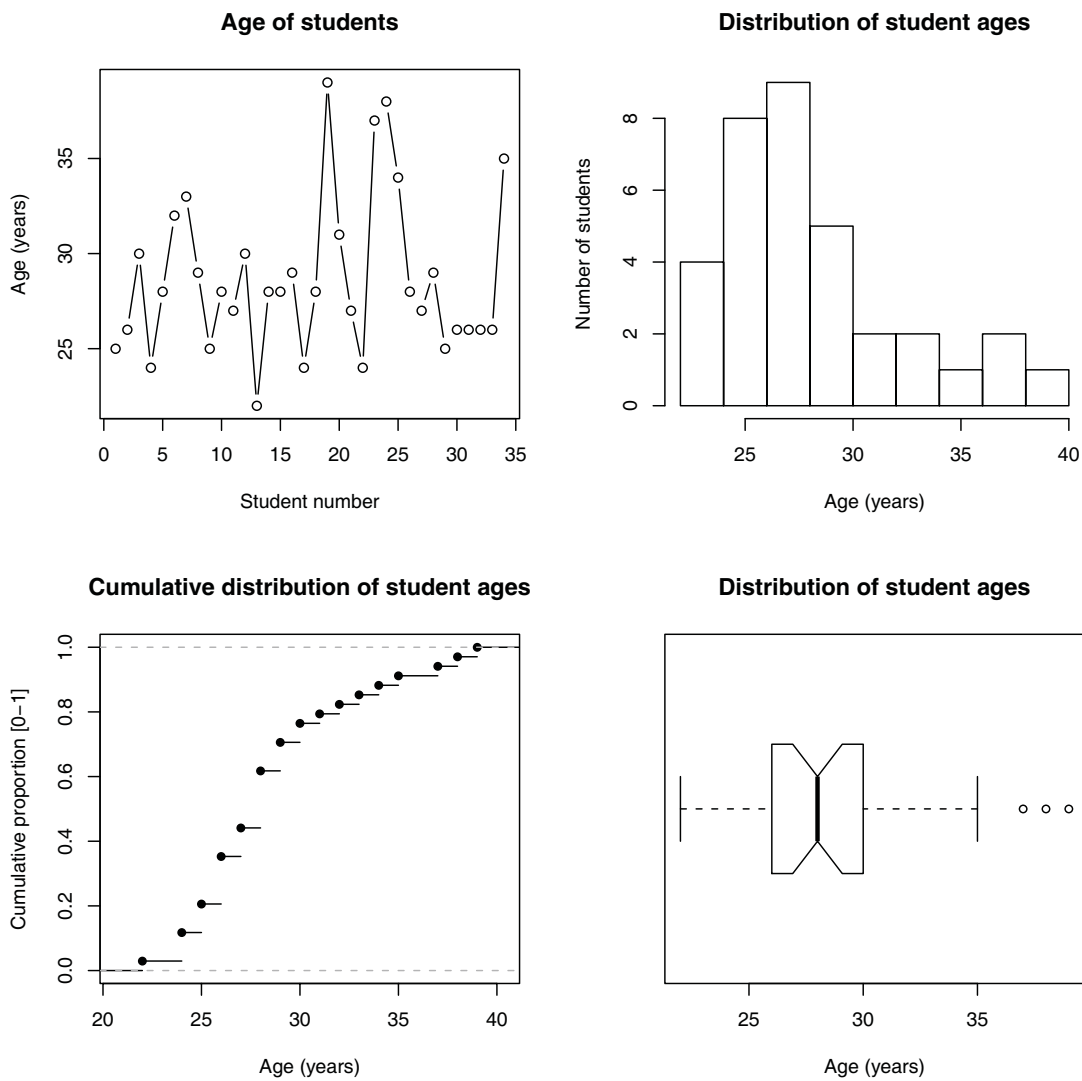 Age of students
Age (years)
25 30 35
0 5 10 15 20 25 30 35
Student number
Distribution of student ages
Number of students
0 2 4 6 8
25 30 35 40
Age (years)
Cumulative distribution of student ages
Cumulative proportion [0−1]
0.0 0.2 0.4 0.6 0.8 1.0
20 25 30 35 40
Age (years)
Distribution of student ages
25 30 35
Age (years)